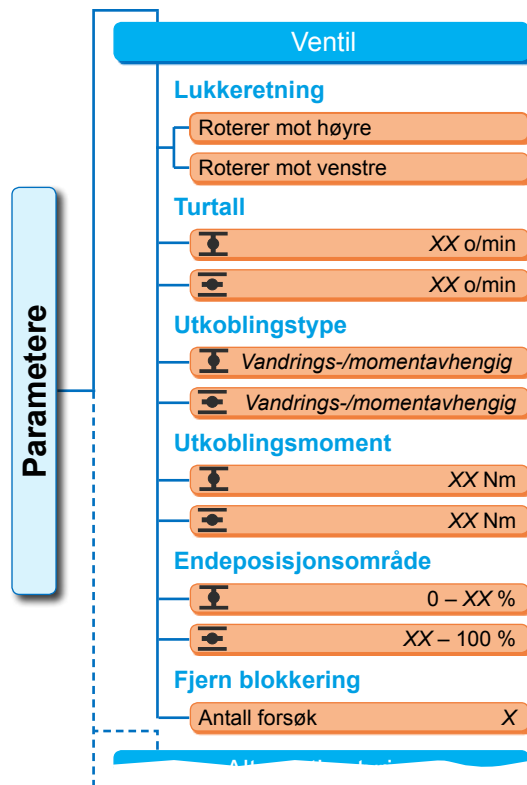 Parametere
Ventil
Lukkeretning
Roterer mot høyre
Roterer mot venstre
Turtall
XX o/min
XX o/min
Utkoblingstype
Vandrings-/momentavhengig
Vandrings-/momentavhengig
Utkoblingsmoment
XX Nm
XX Nm
Endeposisjonsområde
0 – XX %
XX – 100 %
Fjern blokkering
Antall forsøk X